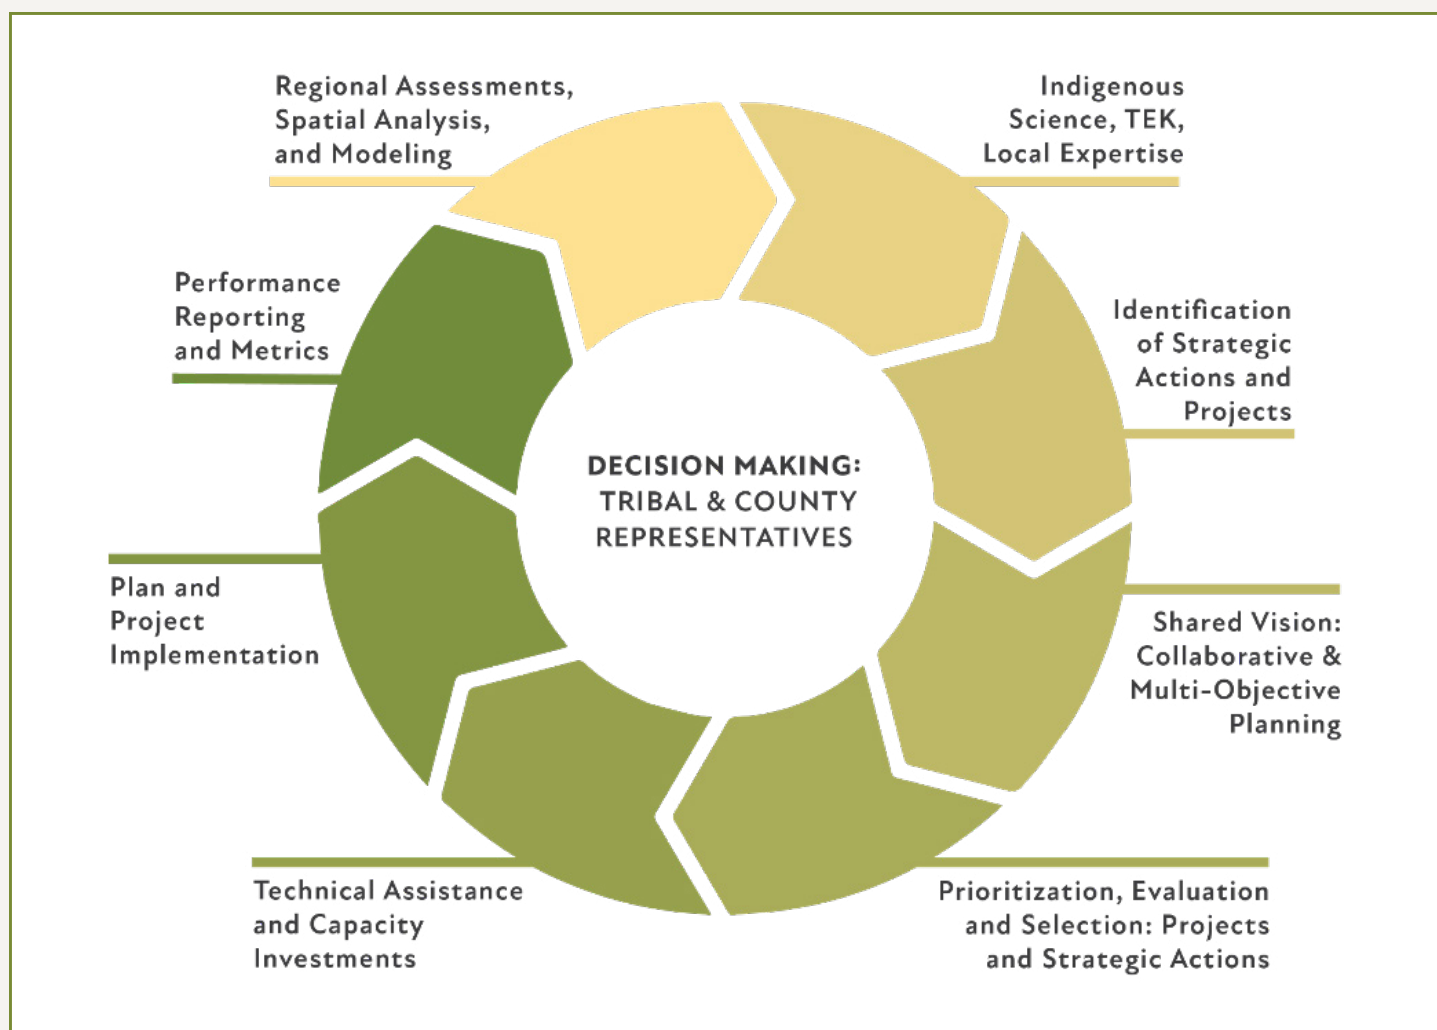 Regional Assessments,
Spatial Analysis,
and Modeling
Indigenous
Science, TEK,
Local Expertise
Identification
of Strategic
Actions and
Projects
Shared Vision:
Collaborative &
Multi-Objective
Planning
Prioritization, Evaluation
and Selection: Projects
and Strategic Actions
Technical Assistance
and Capacity
Investments
Plan and
Project
Implementation
Performance
Reporting
and Metrics
DECISION MAKING:
TRIBAL & COUNTY
REPRESENTATIVES